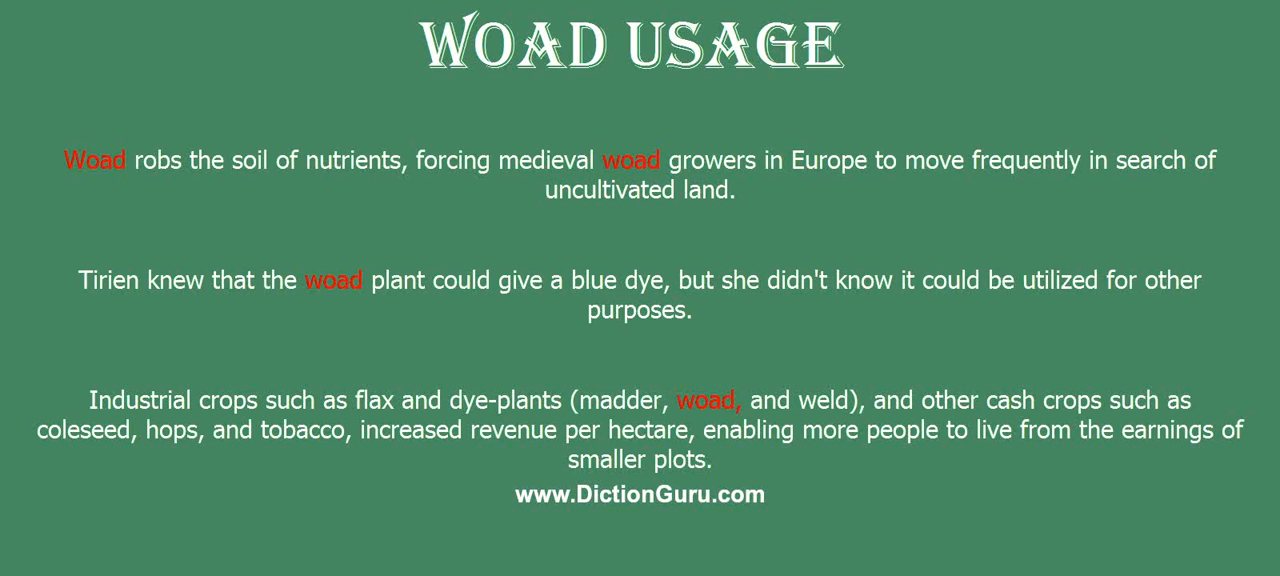 WOAD USAGE
Woad robs the soil of nutrients, forcing medieval woad growers in Europe to move frequently in search of
uncultivated land.
Tirien knew that the woad plant could give a blue dye, but she didn't know it could be utilized for other
purposes.
Industrial crops such as flax and dye-plants (madder, woad, and weld), and other cash crops such as
coleseed, hops, and tobacco, increased revenue per hectare, enabling more people to live from the earnings of
smaller plots.
www.DictionGuru.com